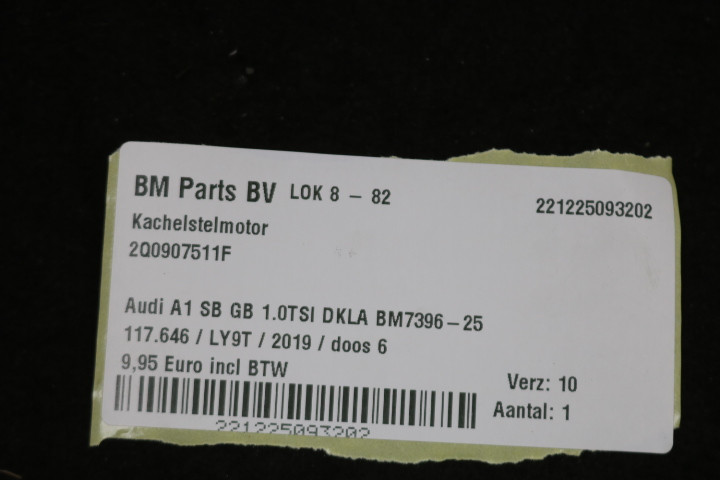 BM Parts BV LOK 8 - 82
221225093202
Kachelstelmotor
2Q0907511F
Audi A1 SB GB 1.0TSI DKLA BM7396-25
117.646 / LY9T / 2019 / doos 6
9,95 Euro incl BTW
Verz: 10
Aantal: 1
221225093202